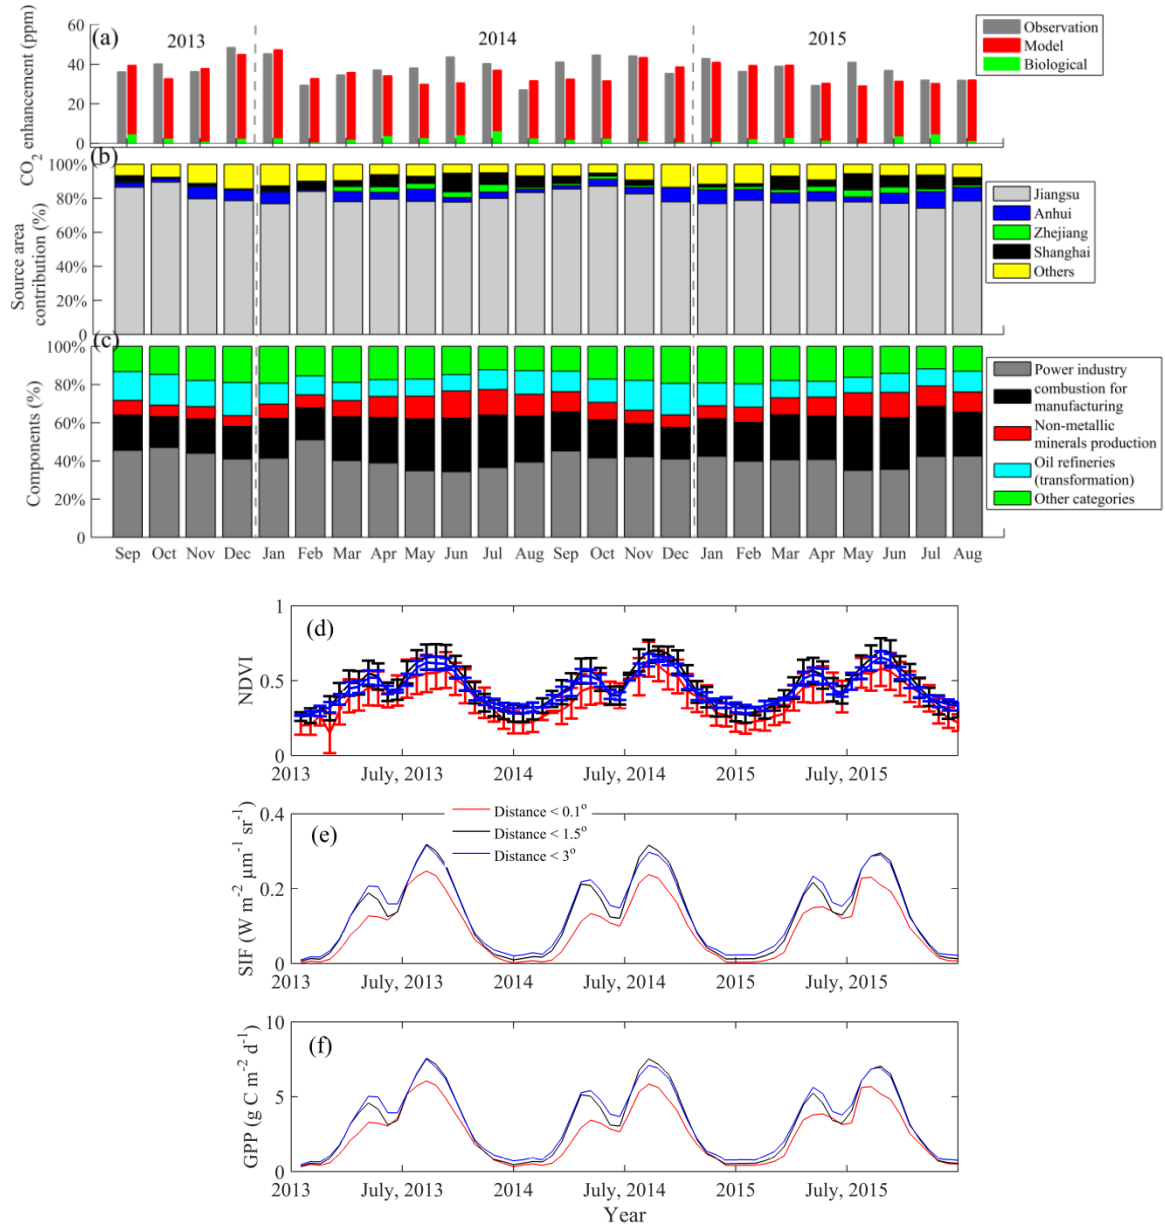 (a)
2013
2014
2015
Observation
Model
Biological
CO2 enhancement (ppm)
60
40
20
0
(b)
100%
80%
60%
40%
20%
0
Source area
contribution (%)
Jiangsu
Anhui
Zhejiang
Shanghai
Others
(c)
100%
80%
60%
40%
20%
0
Components (%)
Power industry
combustion for
manufacturing
Non-metallic
minerals production
Oil refineries
(transformation)
Other categories
Sep Oct Nov Dec Jan Feb Mar Apr May Jun Jul Aug Sep Oct Nov Dec Jan Feb Mar Apr May Jun Jul Aug
(d)
NDVI
1
0.5
0
2013 July, 2013 2014 July, 2014 2015 July, 2015
(e)
Distance < 0.1°
Distance < 1.5°
Distance < 3°
SIF (W m⁻² μm⁻¹ sr⁻¹)
0.4
0.2
0
2013 July, 2013 2014 July, 2014 2015 July, 2015
(f)
GPP (g C m⁻² d⁻¹)
10
5
0
2013 July, 2013 2014 July, 2014 2015 July, 2015
Year